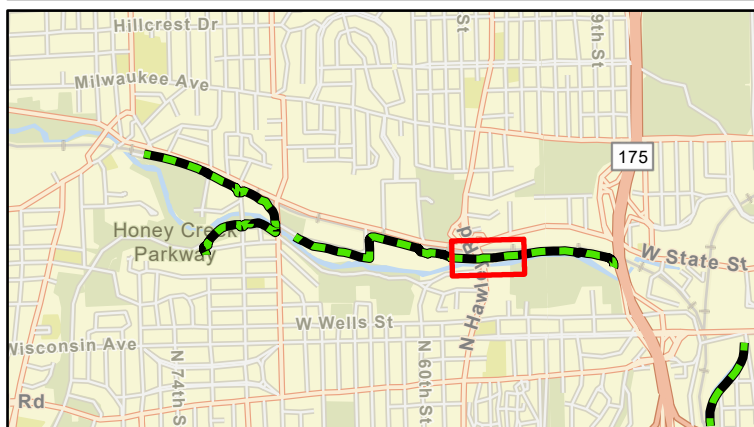 Hillcrest Dr
St
9th St
Milwaukee Ave
175
Honey Creek
Parkway
N Hawley Rd
W State St
W Wells St
Wisconsin Ave
N 74th St
N 60th St
Rd